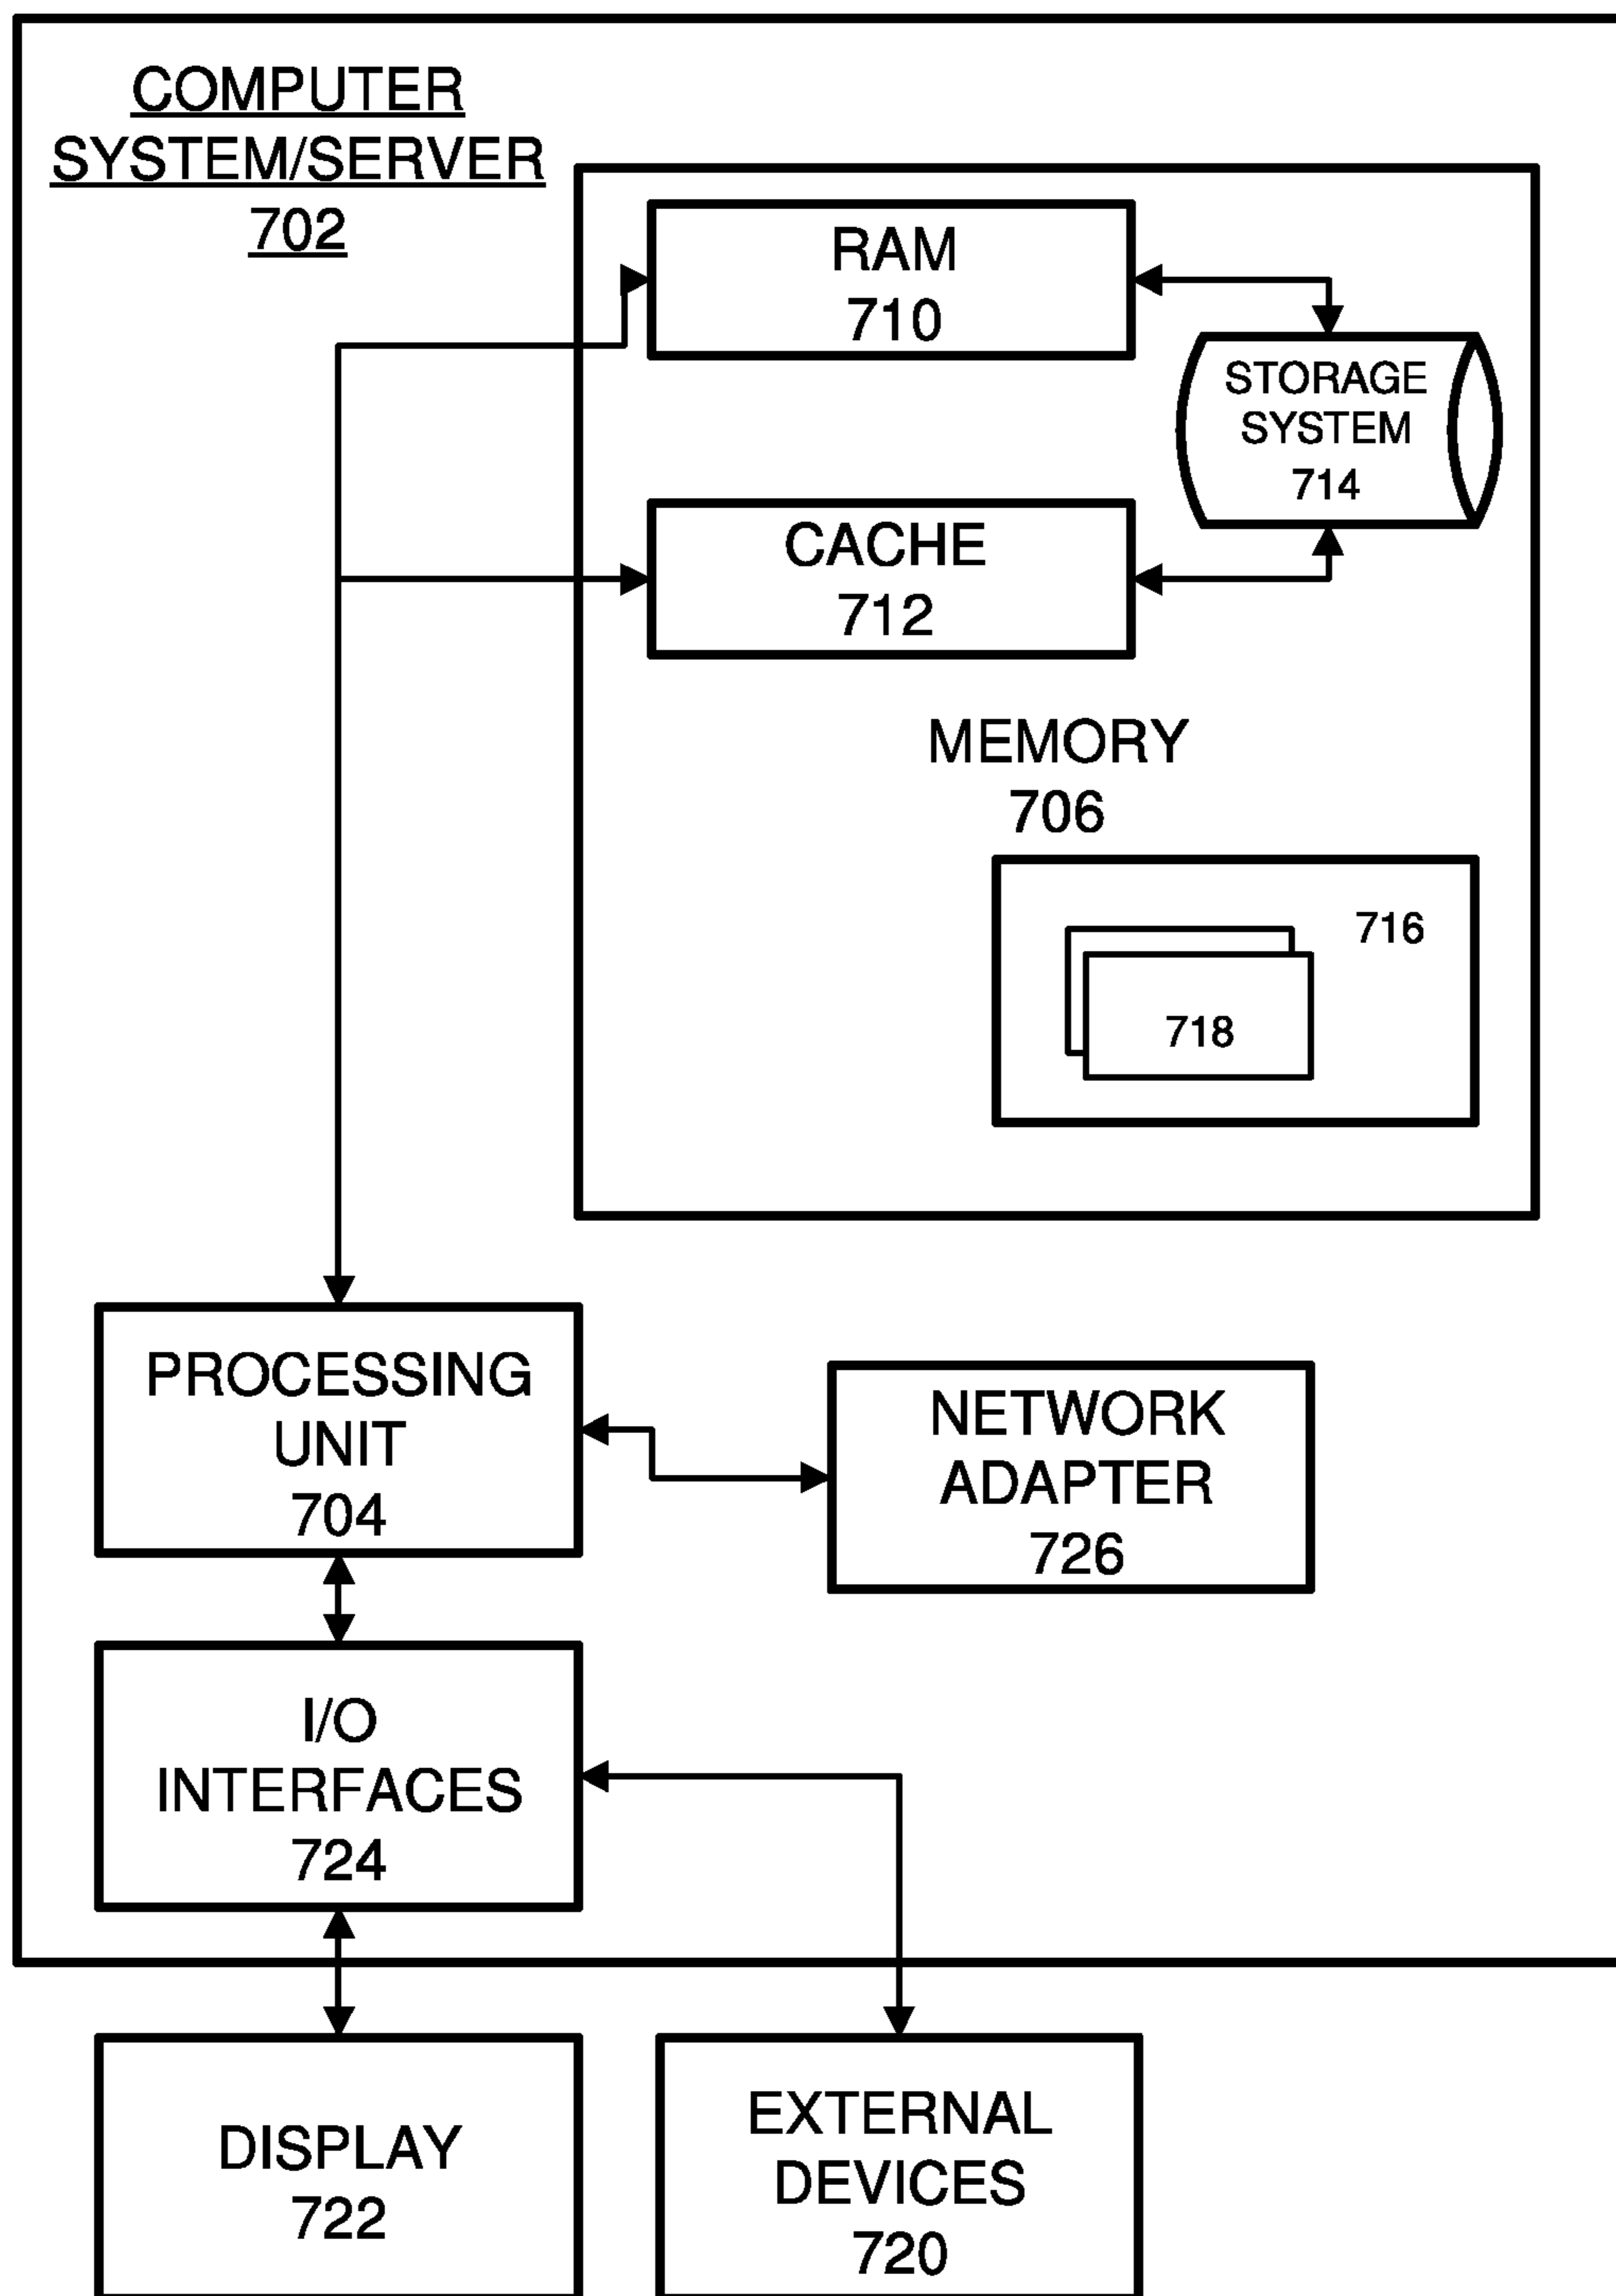 COMPUTER
SYSTEM/SERVER
702
RAM
710
STORAGE
SYSTEM
714
CACHE
712
MEMORY
706
716
718
PROCESSING
UNIT
704
NETWORK
ADAPTER
726
I/O
INTERFACES
724
DISPLAY
722
EXTERNAL
DEVICES
720